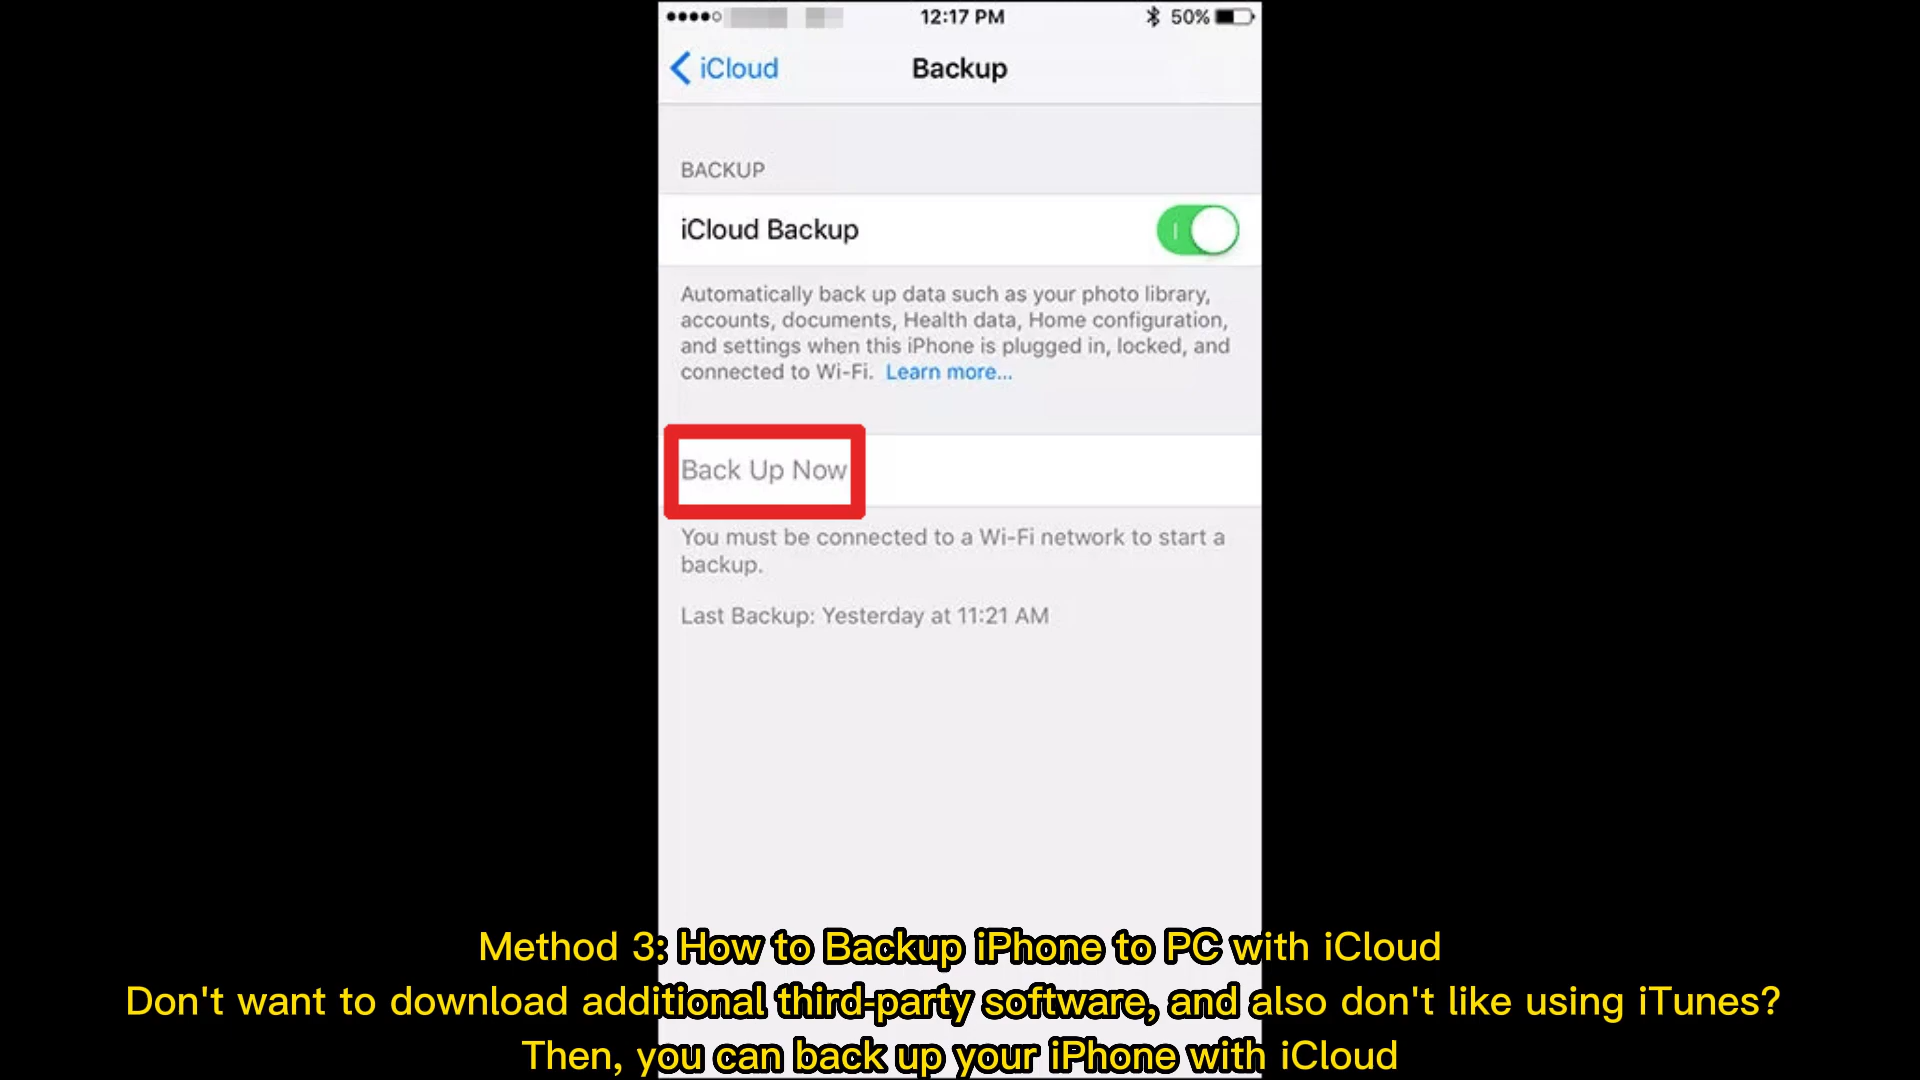 12:17 PM 50%
iCloud Backup
BACKUP
iCloud Backup
Automatically back up data such as your photo library,
accounts, documents, Health data, Home configuration,
and settings when this iPhone is plugged in, locked, and
connected to Wi-Fi. Learn more...
Back Up Now
You must be connected to a Wi-Fi network to start a
backup.
Last Backup: Yesterday at 11:21 AM
Method 3: How to Backup iPhone to PC with iCloud
Don't want to download additional third-party software, and also don't like using iTunes?
Then, you can back up your iPhone with iCloud